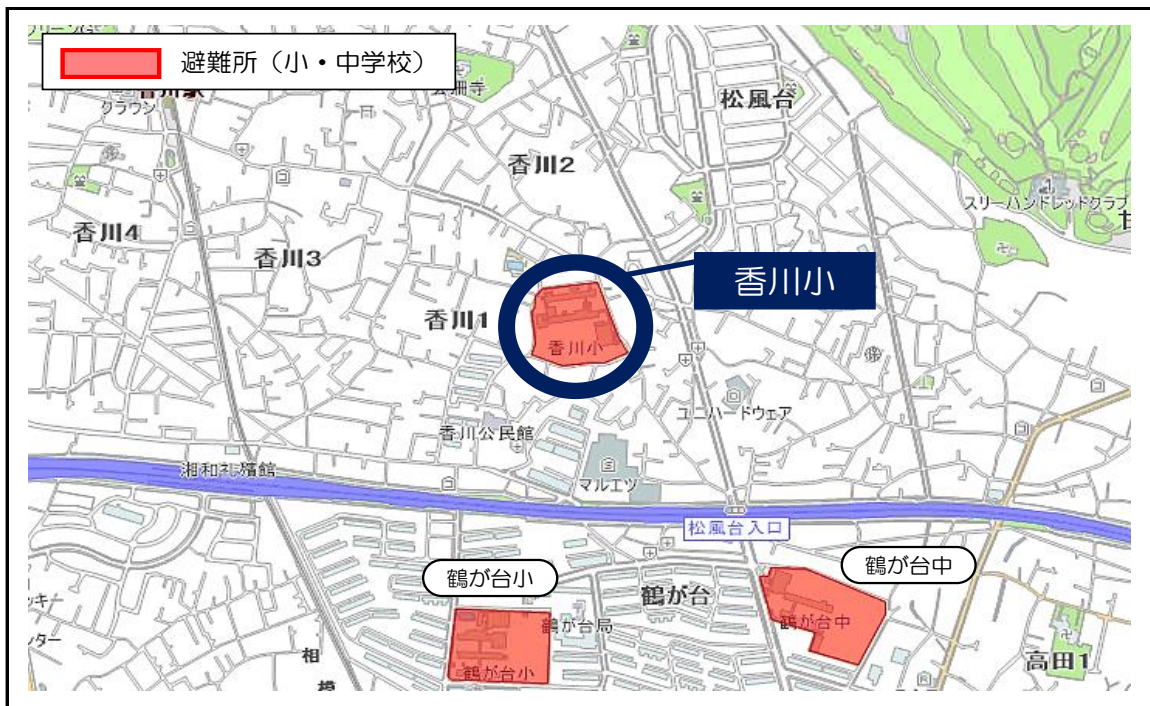 避難所（小・中学校）
クラウン
松風台
香川2
スリーハンドレッドクラブ
香川4
香川3
香川小
香川1
香川小
ユニハードウェア
香川公民館
湘和礼殯館
マルエツ
松風台入口
鶴が台小
鶴が台中
鶴が台
鶴が台局
鶴が台中
鶴が台小
高田1
相
模